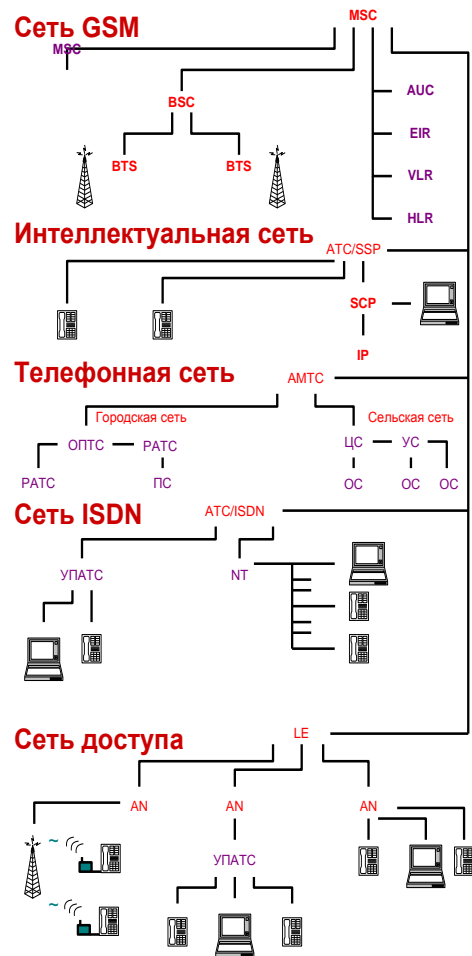 MSC
Сеть GSM
MSC
AUC
BSC
EIR
BTS
BTS
VLR
HLR
Интеллектуальная сеть
АТС/SSP
SCP
IP
Телефонная сеть
АМТС
Городская сеть
Сельская сеть
ОПТС
РАТС
ЦС
УС
РАТС
ПС
ОС
ОС
ОС
Сеть ISDN
АТС/ISDN
УПАТС
NT
Сеть доступа
LE
AN
AN
AN
~
УПАТС
~